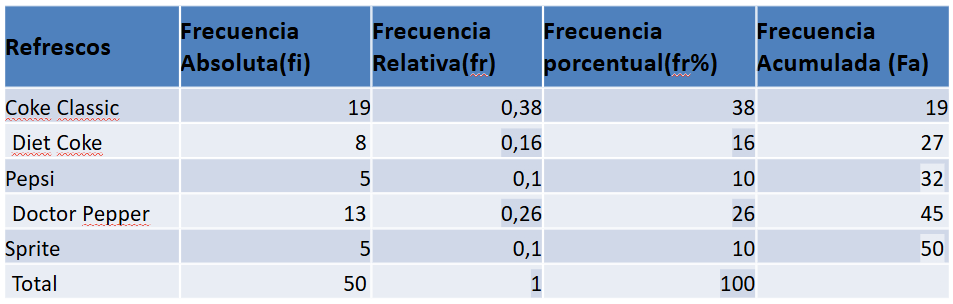 Refrescos Frecuencia Absoluta(fi) Frecuencia Relativa(fr) Frecuencia porcentual(fr%) Frecuencia Acumulada (Fa)
Coke Classic 19 0,38 38 19
Diet Coke 8 0,16 16 27
Pepsi 5 0,1 10 32
Doctor Pepper 13 0,26 26 45
Sprite 5 0,1 10 50
Total 50 1 100